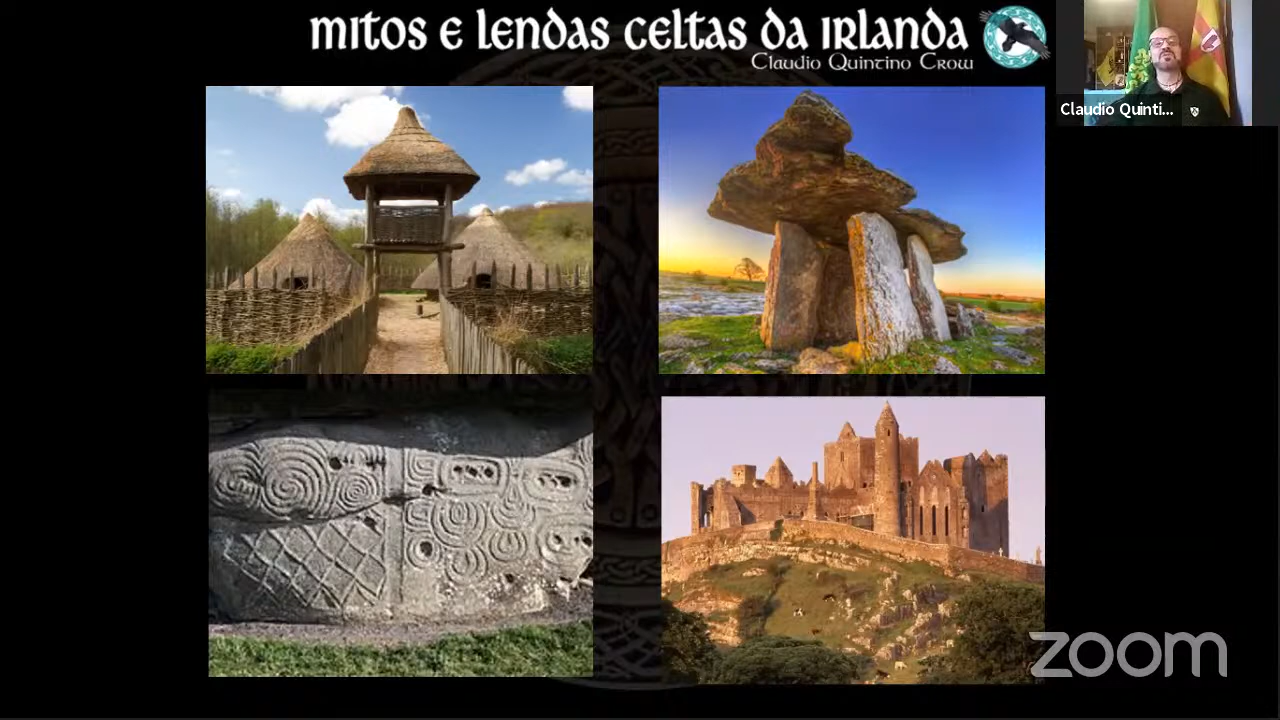 mitos e lendas celtas da irlanda
Claudio Quintino Crow
Claudio Quinti...
zoom